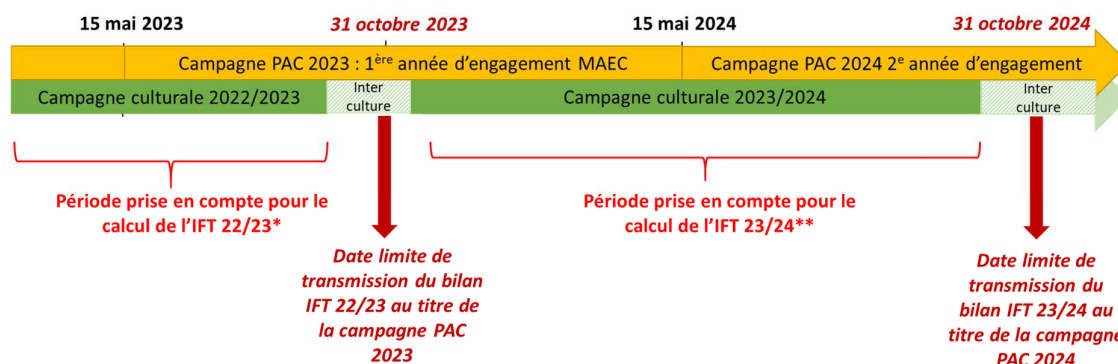 15 mai 2023
31 octobre 2023
15 mai 2024
31 octobre 2024
Campagne PAC 2023 : 1ère année d’engagement MAEC
Campagne PAC 2024 2e année d’engagement
Campagne culturale 2022/2023
Inter
culture
Campagne culturale 2023/2024
Inter
culture
Période prise en compte pour le
calcul de l’IFT 22/23*
Période prise en compte pour le
calcul de l’IFT 23/24**
Date limite de
transmission du bilan
IFT 22/23 au titre de
la campagne PAC
2023
Date limite de
transmission du
bilan IFT 23/24 au
titre de la campagne
PAC 2024